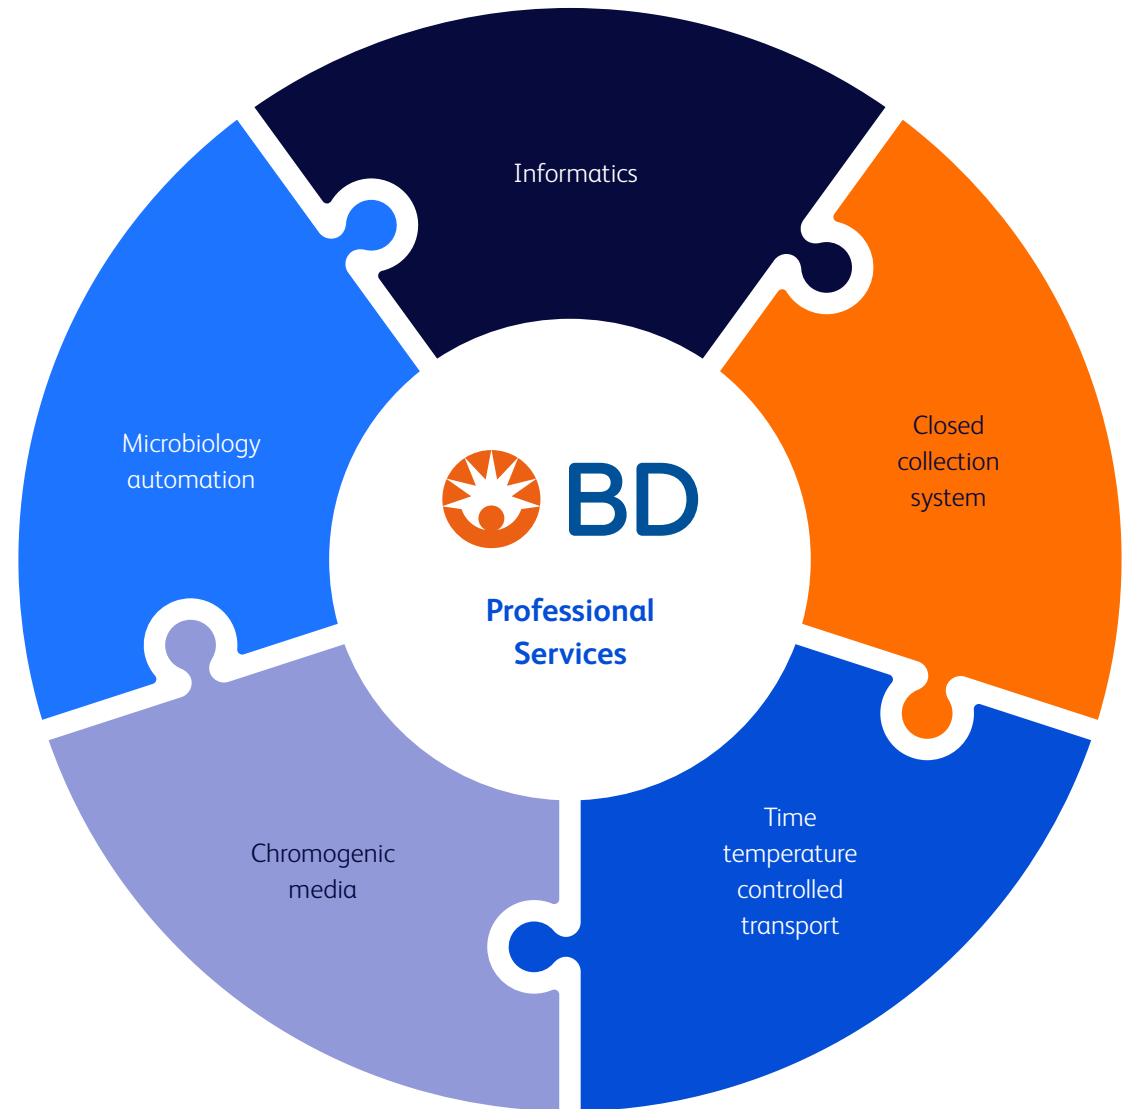 Informatics
Closed
collection
system
Time
temperature
controlled
transport
Chromogenic
media
Microbiology
automation
BD
Professional
Services